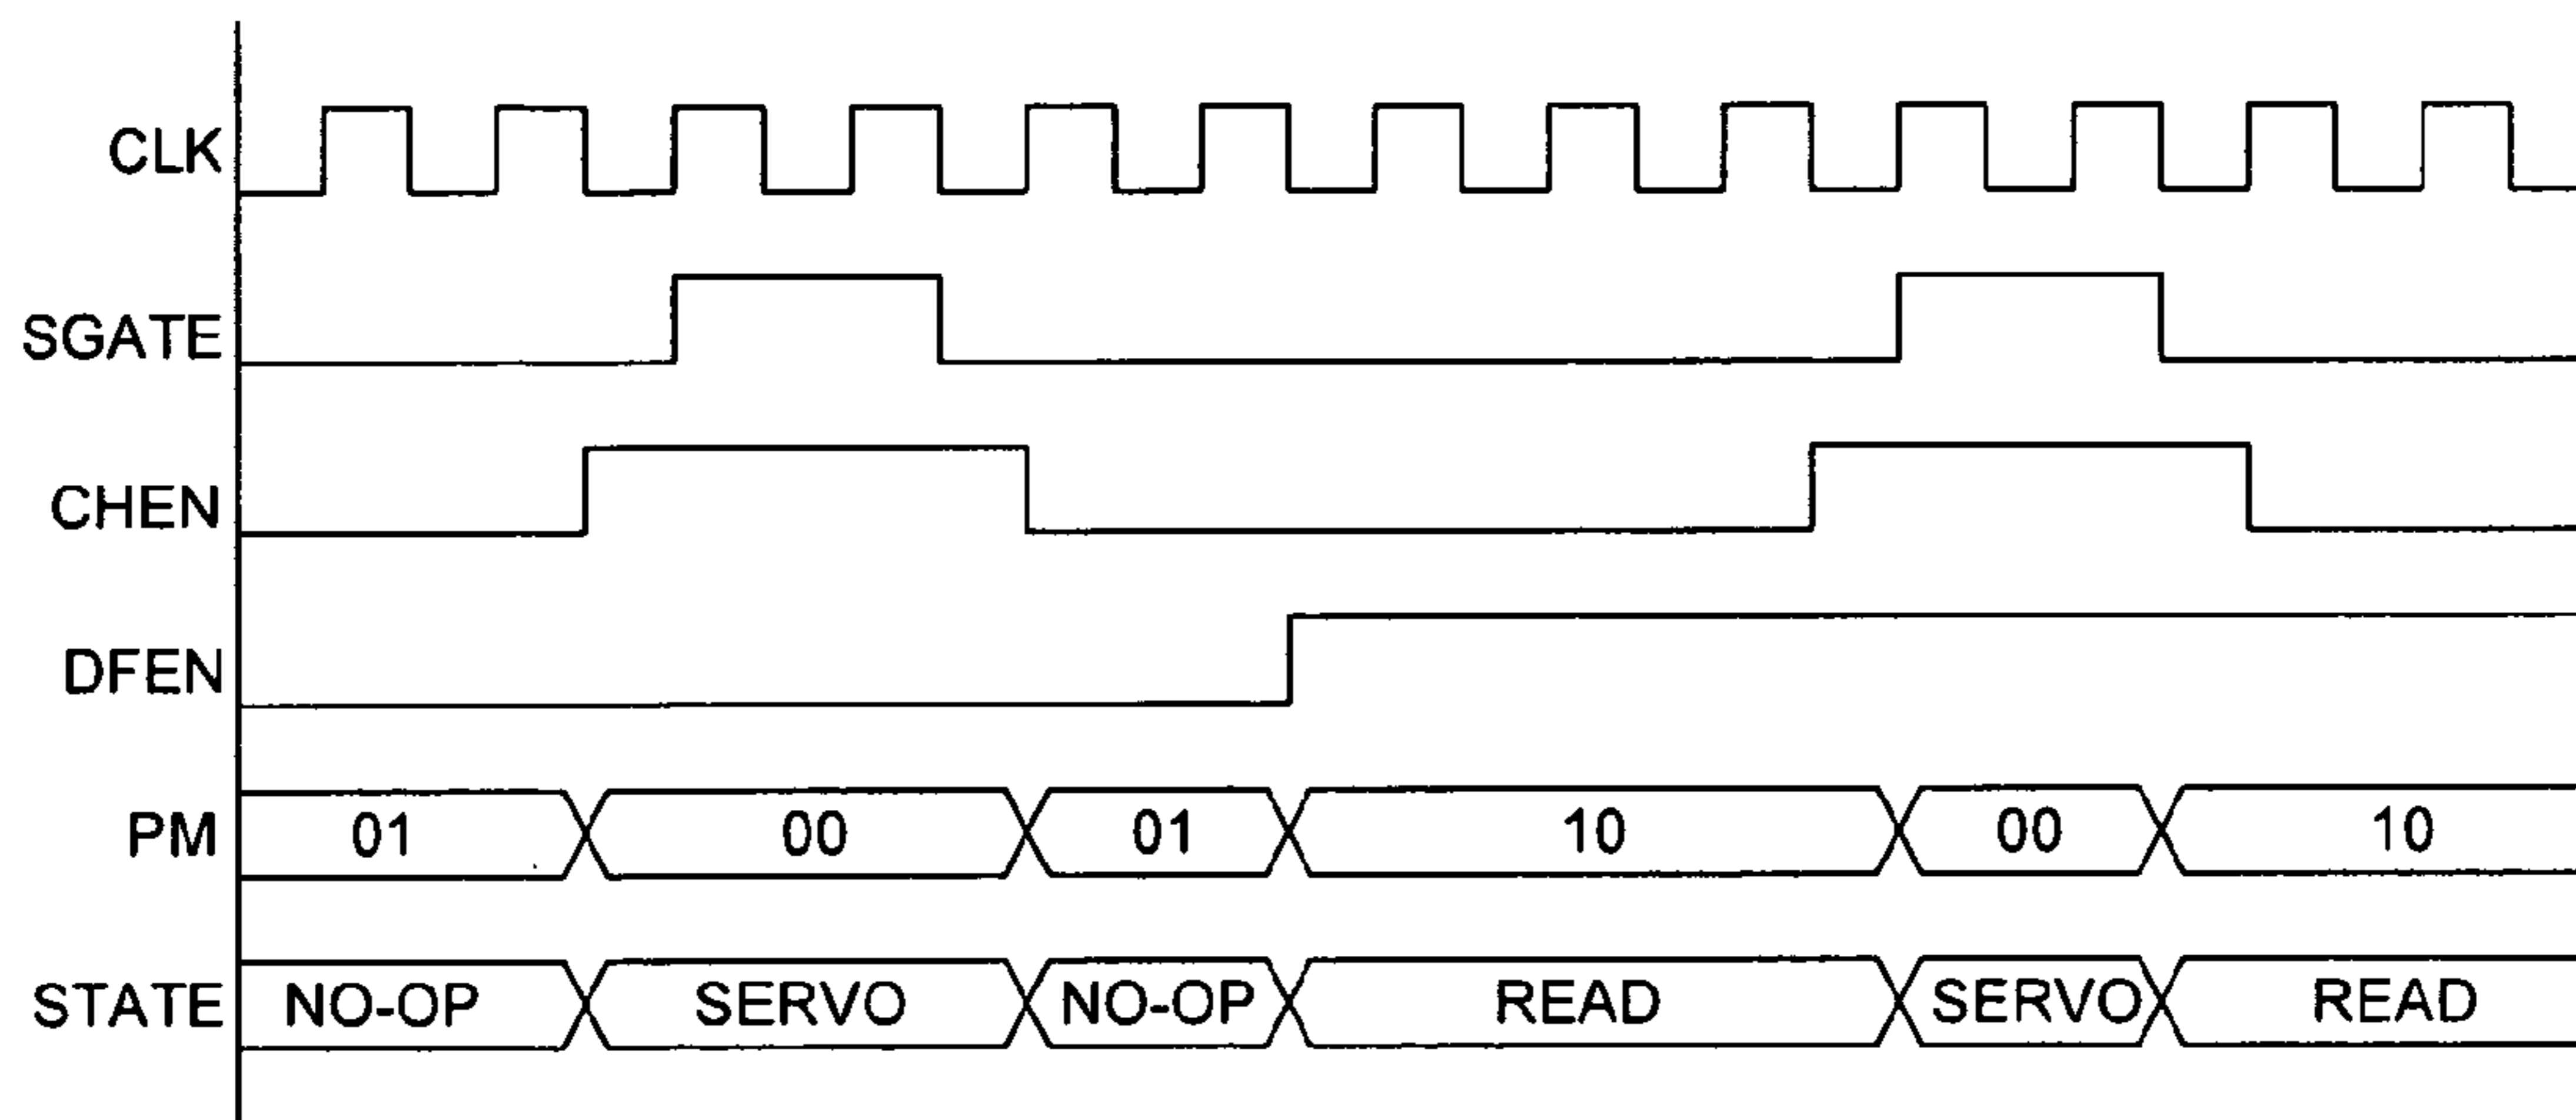 CLK
SGATE
CHEN
DFEN
PM 01 00 01 10 00 10
STATE NO-OP SERVO NO-OP READ SERVO READ